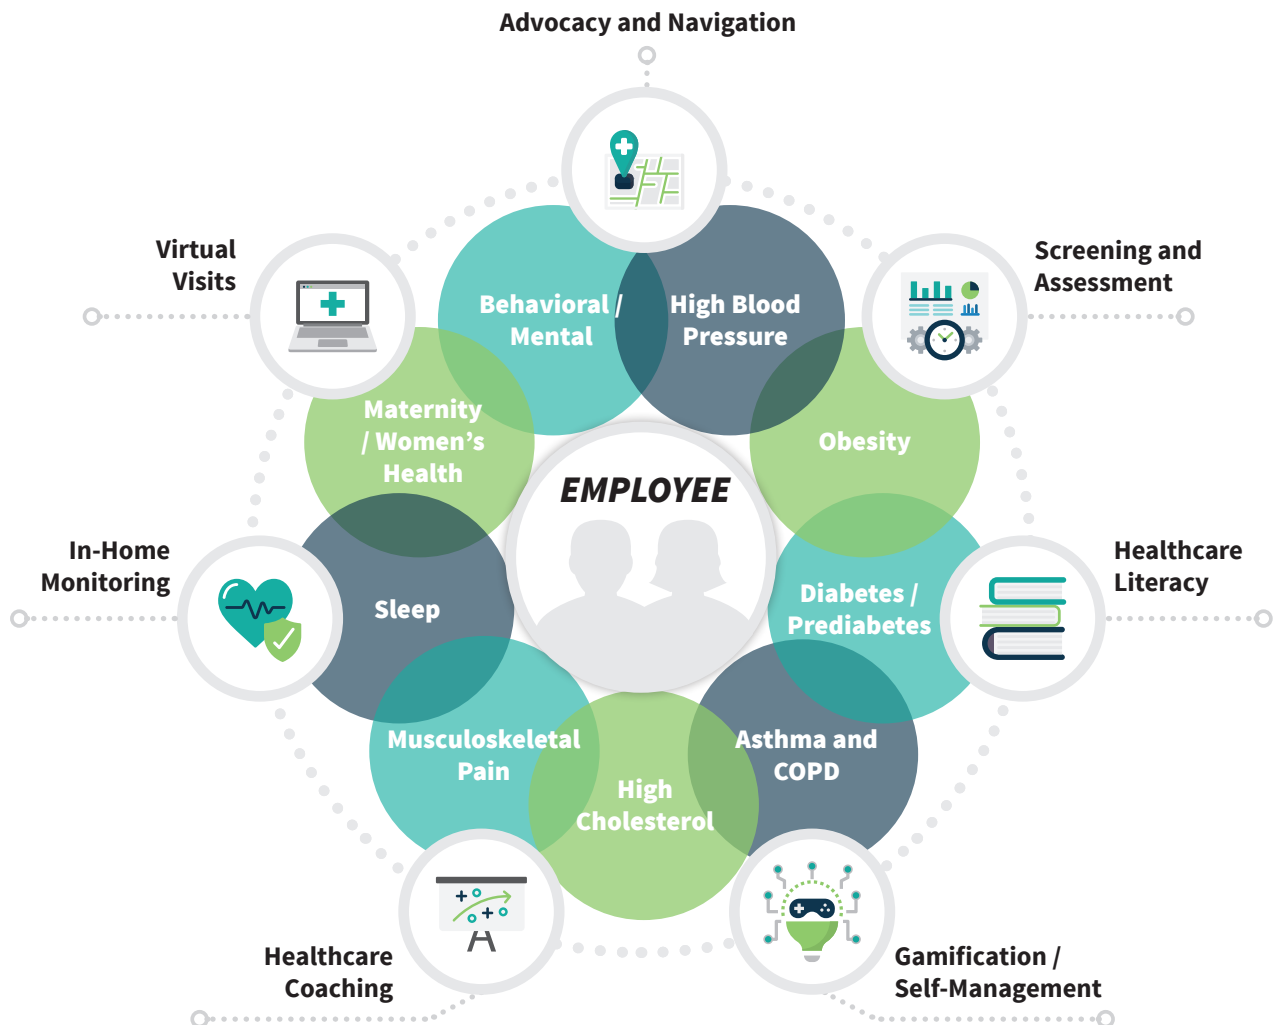 Advocacy and Navigation
Virtual
Visits
Screening and
Assessment
Behavioral /
Mental
High Blood
Pressure
Maternity
/ Women’s
Health
Obesity
EMPLOYEE
In-Home
Monitoring
Healthcare
Literacy
Sleep
Diabetes /
Prediabetes
Musculoskeletal
Pain
Asthma and
COPD
High
Cholesterol
Healthcare
Coaching
Gamification /
Self-Management